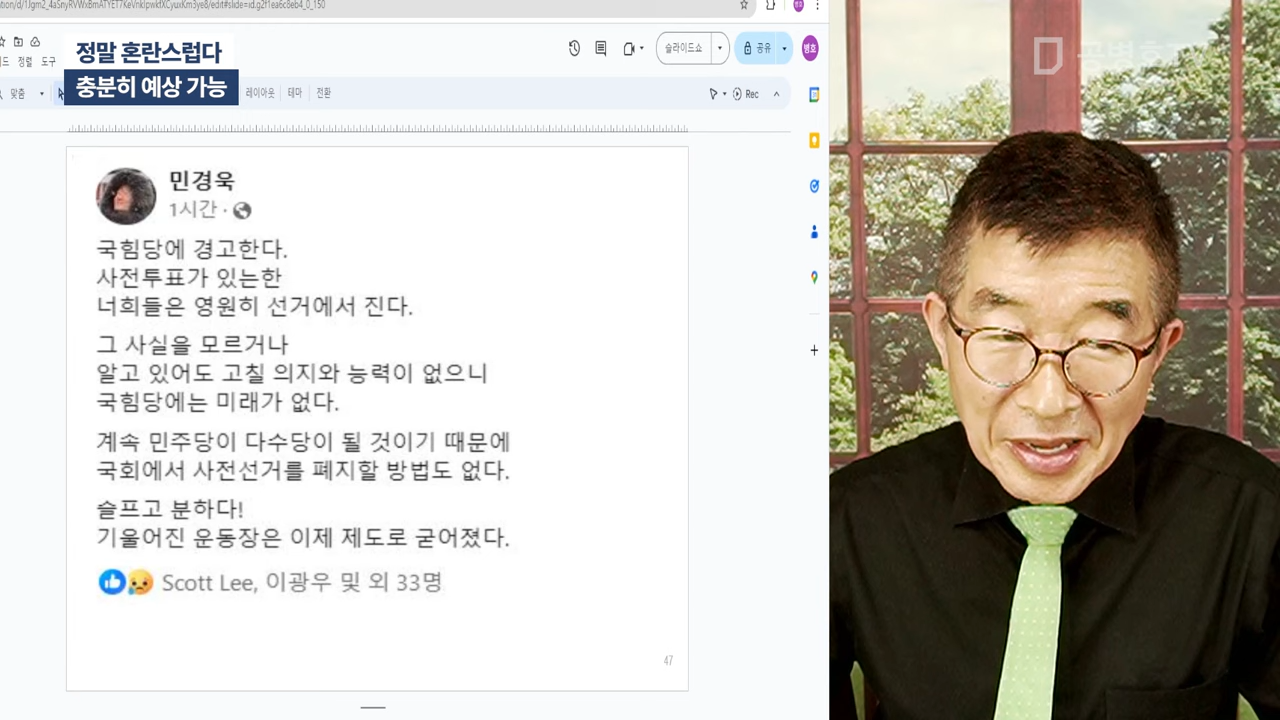 정말 혼란스럽다
충분히 예상 가능
정렬 도구
슬라이드쇼
공유
병호
맞춤
레이아웃 테마 전환
Rec
민경욱
1시간 ·
국힘당에 경고한다.
사전투표가 있는한
너희들은 영원히 선거에서 진다.
그 사실을 모르거나
알고 있어도 고칠 의지와 능력이 없으니
국힘당에는 미래가 없다.
계속 민주당이 다수당이 될 것이기 때문에
국회에서 사전선거를 폐지할 방법도 없다.
슬프고 분하다!
기울어진 운동장은 이제 제도로 굳어졌다.
Scott Lee, 이광우 및 외 33명
47